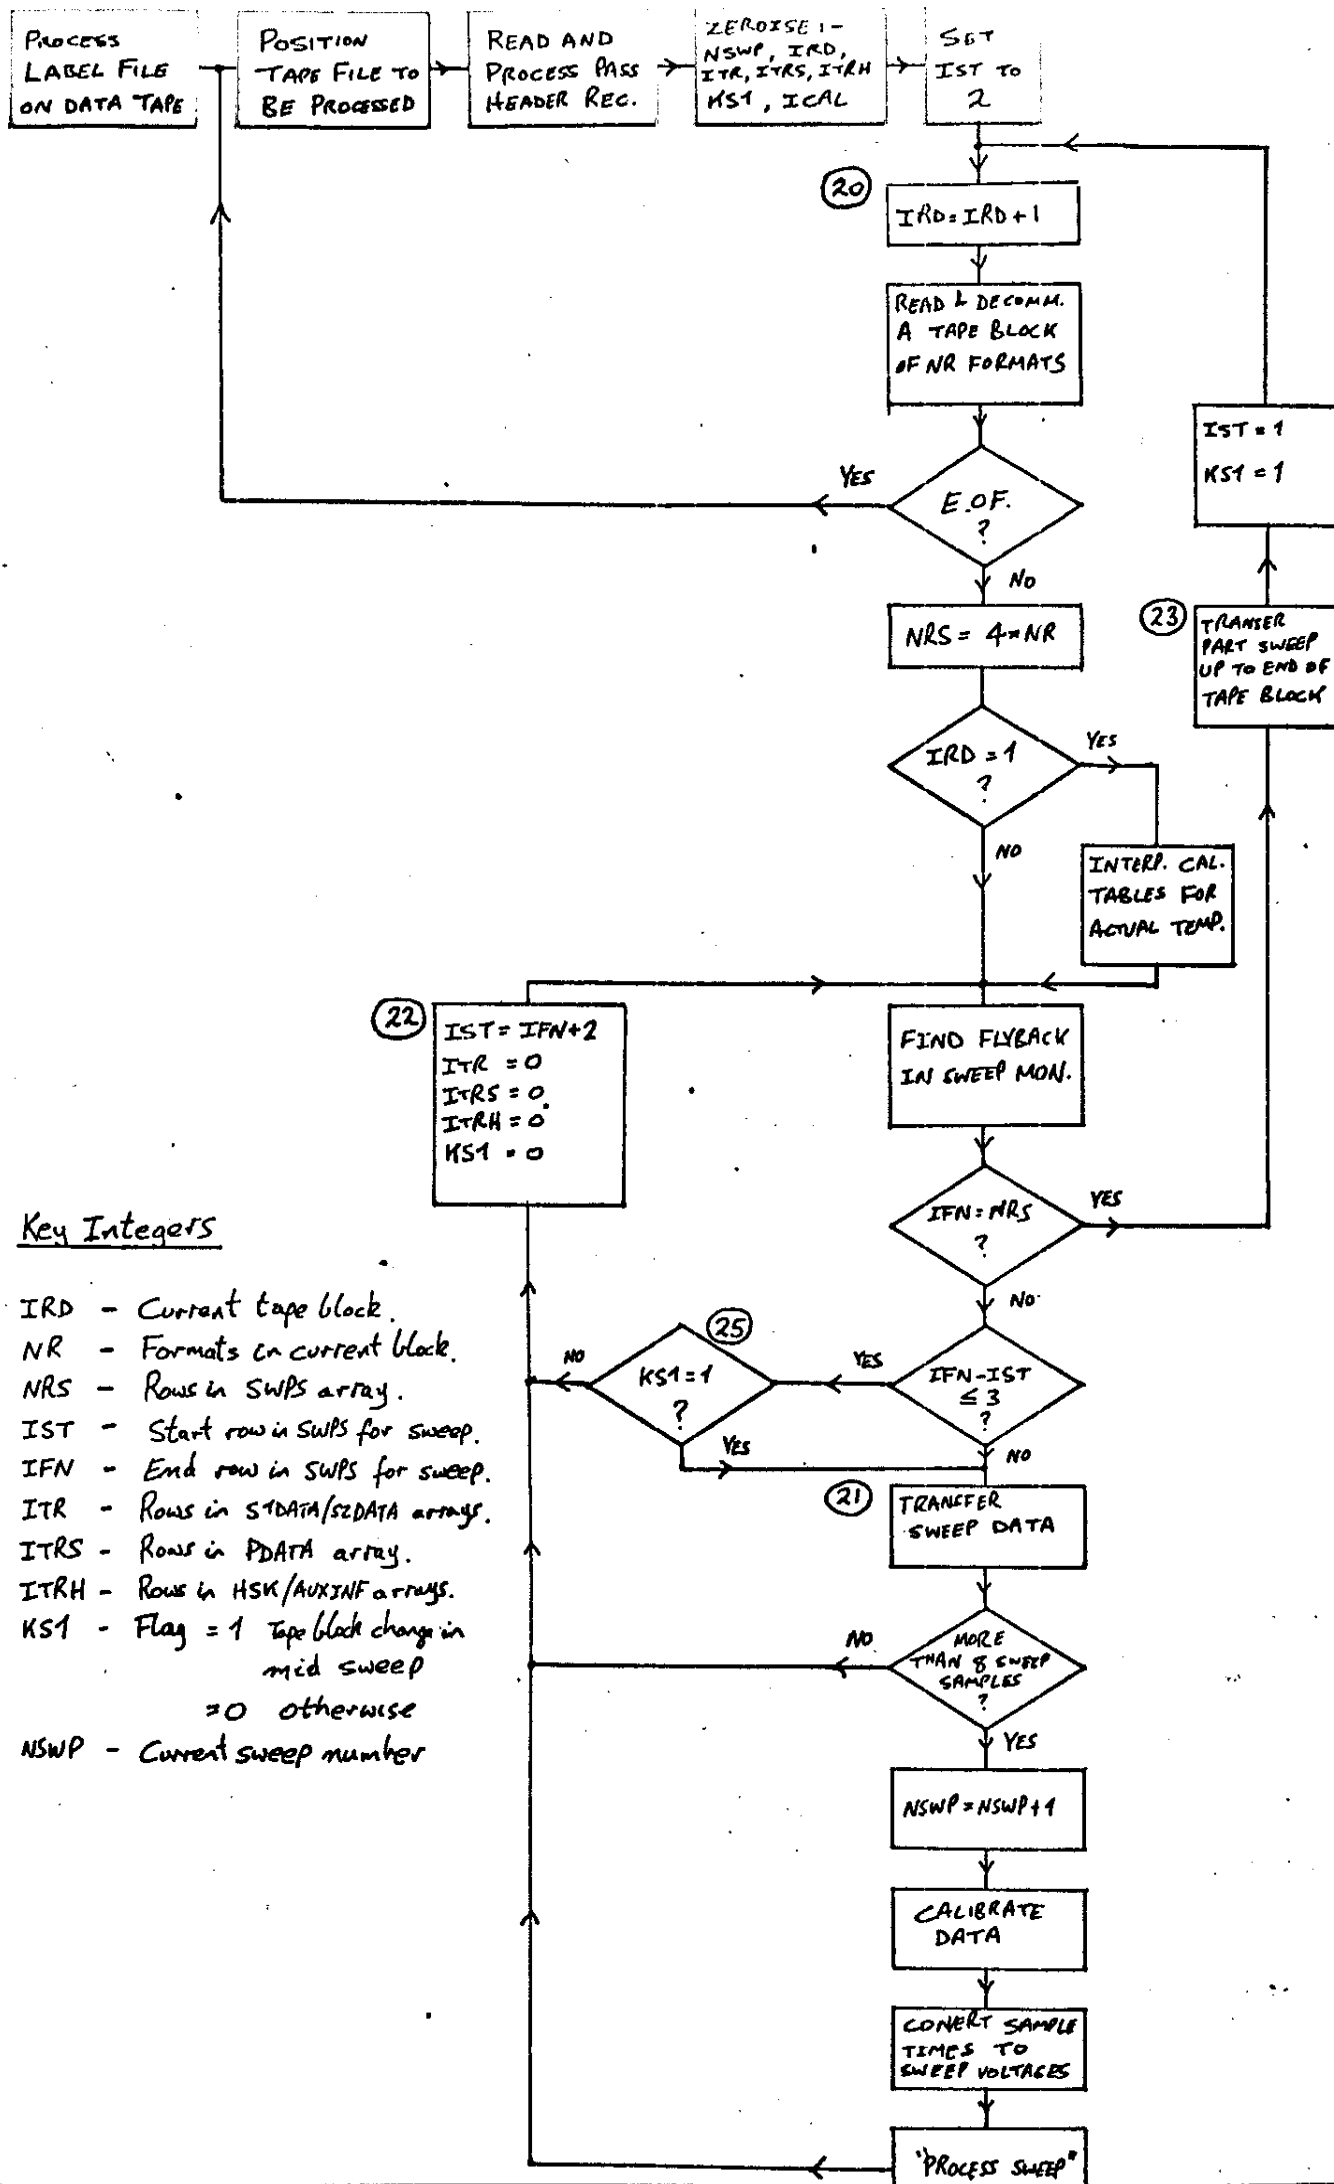 PROCESS
LABEL FILE
ON DATA TAPE
POSITION
TAPE FILE TO
BE PROCESSED
READ AND
PROCESS PASS
HEADER REC.
ZEROISE :-
NSWP, IRD,
ITR, ITRS, ITRH
KS1, ICAL
SET
IST TO
2
20
IRD = IRD + 1
READ & DECOMM.
A TAPE BLOCK
OF NR FORMATS
IST = 1
KS1 = 1
YES
E.OF.
?
NO
NRS = 4*NR
23
TRANSER
PART SWEEP
UP TO END OF
TAPE BLOCK
IRD = 1
?
YES
NO
INTERP. CAL.
TABLES FOR
ACTUAL TEMP.
22
IST = IFN+2
ITR = 0
ITRS = 0
ITRH = 0
KS1 = 0
FIND FLYBACK
IN SWEEP MON.
IFN = NRS
?
YES
NO
25
KS1 = 1
?
NO
YES
YES
IFN-IST
≤ 3
?
NO
21
TRANSFER
SWEEP DATA
NO
MORE
THAN 8 SWEEP
SAMPLES
?
YES
NSWP = NSWP+1
CALIBRATE
DATA
CONERT SAMPLE
TIMES TO
SWEEP VOLTAGES
"PROCESS SWEEP"
Key Integers
IRD - Current tape block.
NR - Formats in current block.
NRS - Rows in SWPS array.
IST - Start row in SWPS for sweep.
IFN - End row in SWPS for sweep.
ITR - Rows in S1DATA/S2DATA arrays.
ITRS - Rows in PDATA array.
ITRH - Rows in HSK/AUXINF arrays.
KS1 - Flag = 1 Tape block change in
mid sweep
=0 otherwise
NSWP - Current sweep number